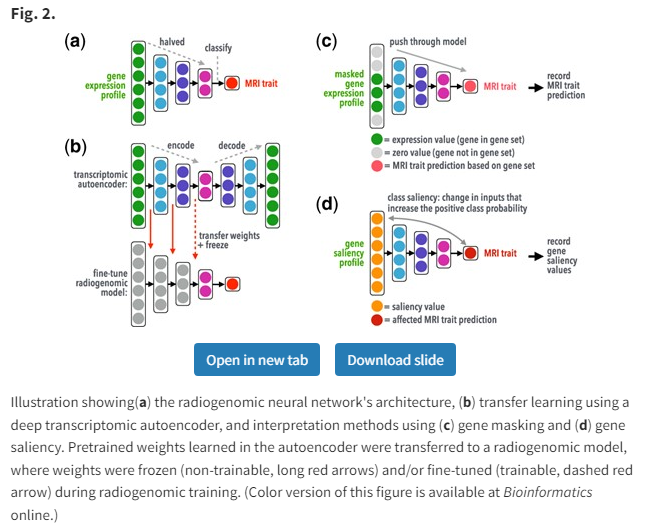 Fig. 2.
(a)
halved
classify
gene
expression
profile
MRI trait
(b)
encode
decode
transcriptomic
autoencoder:
transfer weights
+ freeze
fine-tune
radiogenomic
model:
(c)
push through model
masked
gene
expression
profile
MRI trait
record
MRI trait
prediction
= expression value (gene in gene set)
= zero value (gene not in gene set)
= MRI trait prediction based on gene set
(d)
class saliency: change in inputs that
increase the positive class probability
gene
saliency
profile
MRI trait
record
gene
saliency
values
= saliency value
= affected MRI trait prediction
Open in new tab
Download slide
Illustration showing(a) the radiogenomic neural network's architecture, (b) transfer learning using a
deep transcriptomic autoencoder, and interpretation methods using (c) gene masking and (d) gene
saliency. Pretrained weights learned in the autoencoder were transferred to a radiogenomic model,
where weights were frozen (non-trainable, long red arrows) and/or fine-tuned (trainable, dashed red
arrow) during radiogenomic training. (Color version of this figure is available at Bioinformatics
online.)